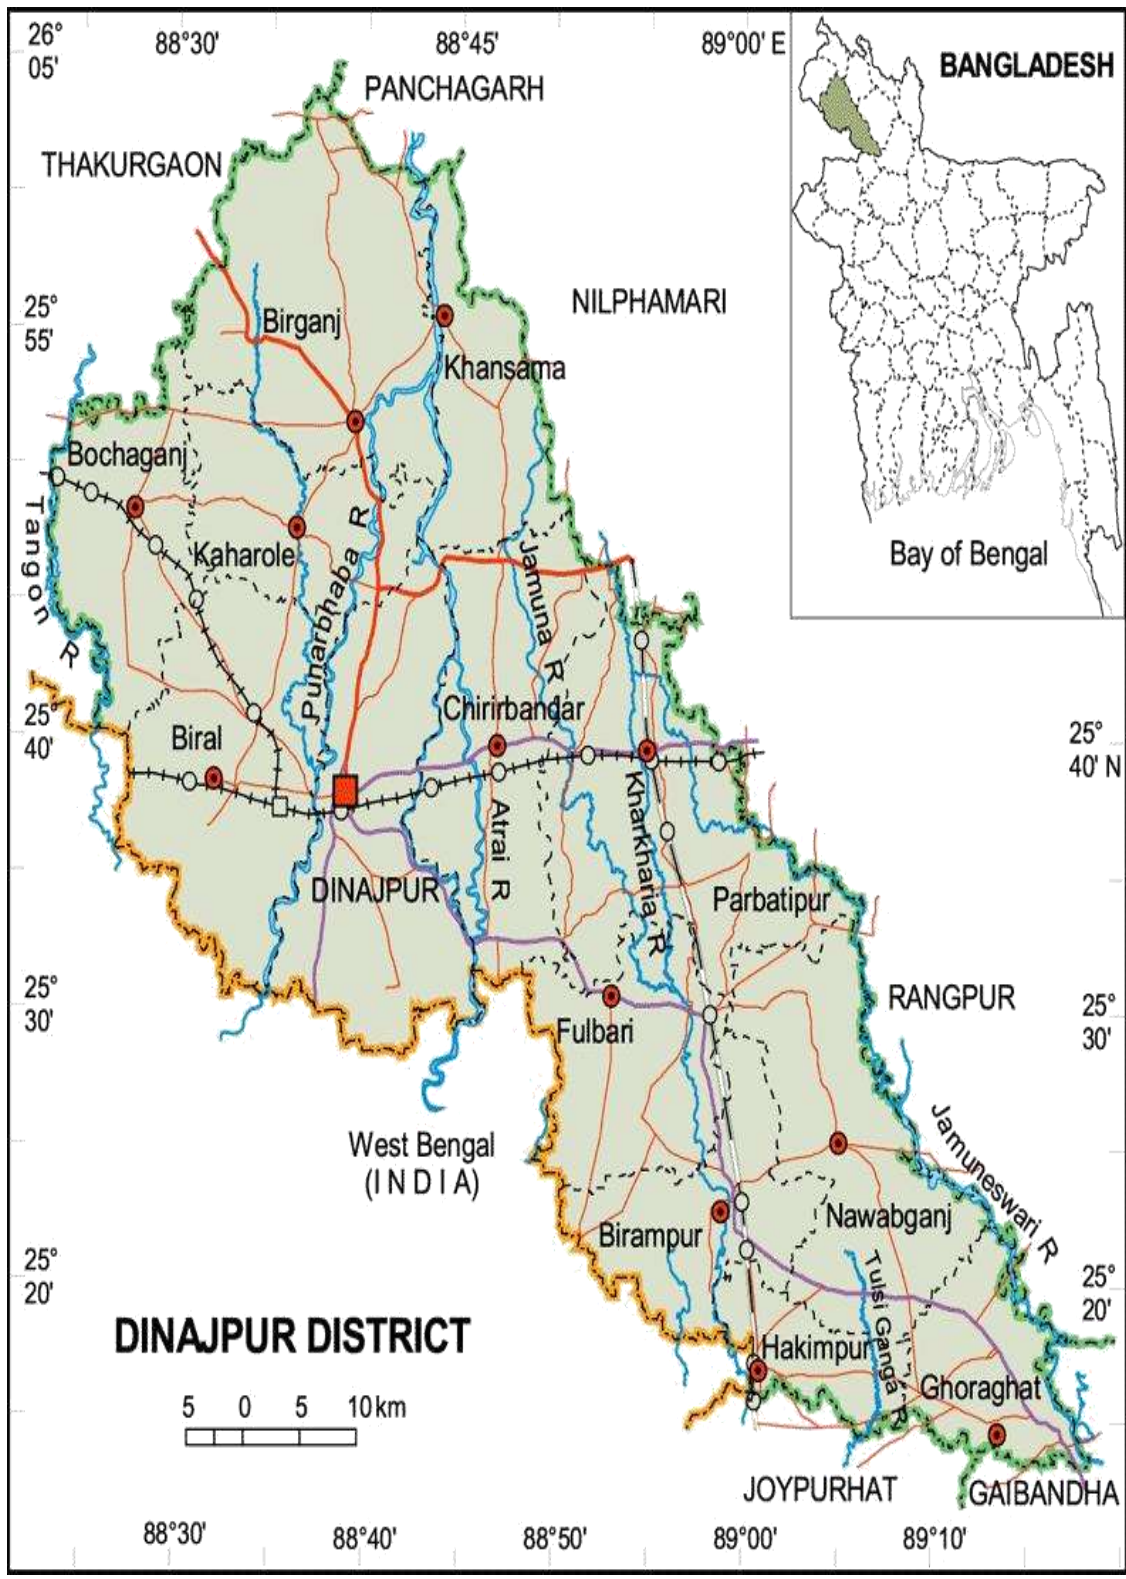 26°
05'
88°30'
88°45'
89°00' E
BANGLADESH
PANCHAGARH
THAKURGAON
NILPHAMARI
25°
55'
Birganj
Khansama
Bochaganj
Tangon R
Kaharole
Punarbhaba R
Jamuna R
Bay of Bengal
25°
40'
Biral
Chirirbandar
25°
40' N
Kharkharia R
Atrai R
DINAJPUR
Parbatipur
25°
30'
RANGPUR
25°
30'
Fulbari
West Bengal
(INDIA)
Jamuneswari R
Nawabganj
Birampur
25°
20'
Tulsi Ganga R
25°
20'
DINAJPUR DISTRICT
Hakimpur
Ghoraghat
5 0 5 10 km
JOYPURHAT
GAIBANDHA
88°30'
88°40'
88°50'
89°00'
89°10'